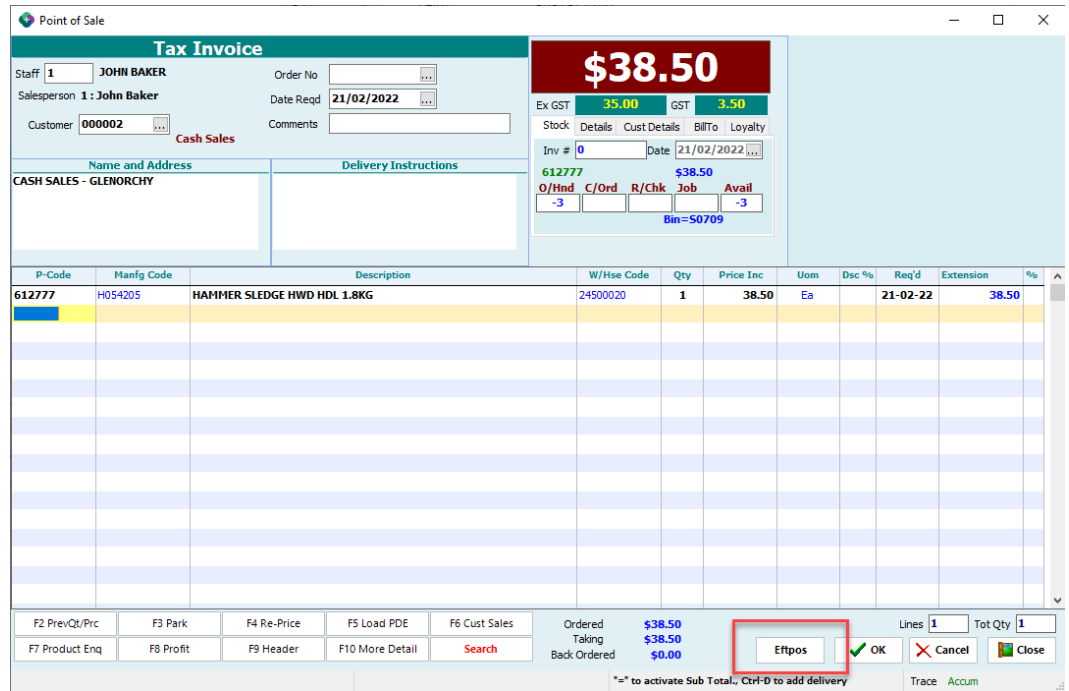 Point of Sale
Tax Invoice
Staff 1 JOHN BAKER
Salesperson 1 : John Baker
Customer 000002 ...
Cash Sales
Order No ...
Date Reqd 21/02/2022 ...
Comments
Name and Address
CASH SALES - GLENORCHY
Delivery Instructions
$38.50
Ex GST 35.00 GST 3.50
Stock Details Cust Details BillTo Loyalty
Inv # 0 Date 21/02/2022 ...
612777 $38.50
O/Hnd C/Ord R/Chk Job Avail
-3 -3
Bin=S0709
P-Code Manfg Code Description W/Hse Code Qty Price Inc Uom Dsc % Req'd Extension %
612777 H054205 HAMMER SLEDGE HWD HDL 1.8KG 24500020 1 38.50 Ea 21-02-22 38.50
F2 PrevQt/Prc F3 Park F4 Re-Price F5 Load PDE F6 Cust Sales
F7 Product Enq F8 Profit F9 Header F10 More Detail Search
Ordered $38.50
Taking $38.50
Back Ordered $0.00
Lines 1 Tot Qty 1
Eftpos OK Cancel Close
"=" to activate Sub Total., Ctrl-D to add delivery Trace Accum